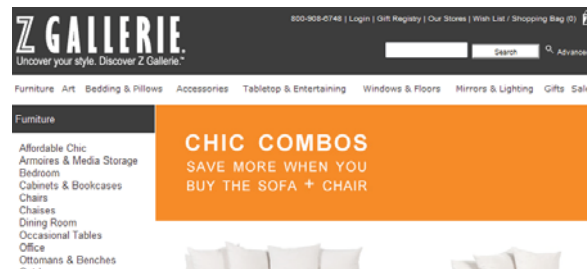 800-908-6748 | Login | Gift Registry | Our Stores | Wish List / Shopping Bag (0)
Z GALLERIE.
Uncover your style. Discover Z Gallerie.™
Search
Advanced
Furniture Art Bedding & Pillows Accessories Tabletop & Entertaining Windows & Floors Mirrors & Lighting Gifts Sale
Furniture
CHIC COMBOS
SAVE MORE WHEN YOU
BUY THE SOFA + CHAIR
Affordable Chic
Armoires & Media Storage
Bedroom
Cabinets & Bookcases
Chairs
Chaises
Dining Room
Occasional Tables
Office
Ottomans & Benches